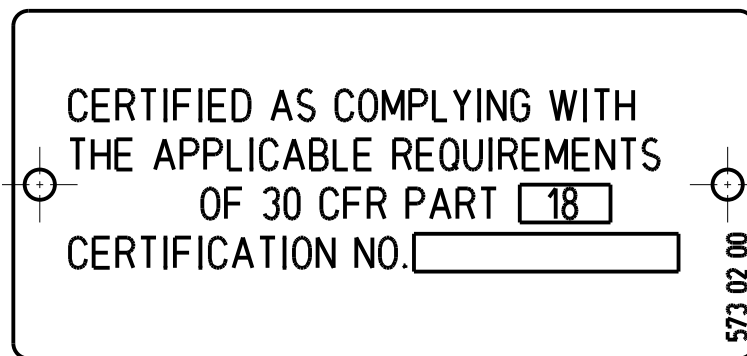 CERTIFIED AS COMPLYING WITH
THE APPLICABLE REQUIREMENTS
OF 30 CFR PART 18
CERTIFICATION NO.
573 02 00